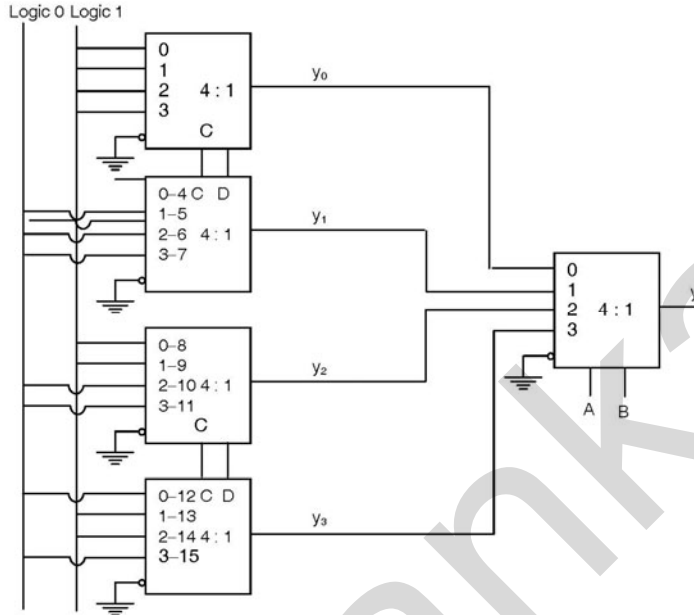 Logic 0 Logic 1
0
1
2 4 : 1
3
C
y₀
0–4 C D
1–5
2–6 4 : 1
3–7
y₁
0
1
2 4 : 1
3
y
A B
0–8
1–9
2–10 4 : 1
3–11
C
y₂
0–12 C D
1–13
2–14 4 : 1
3–15
y₃